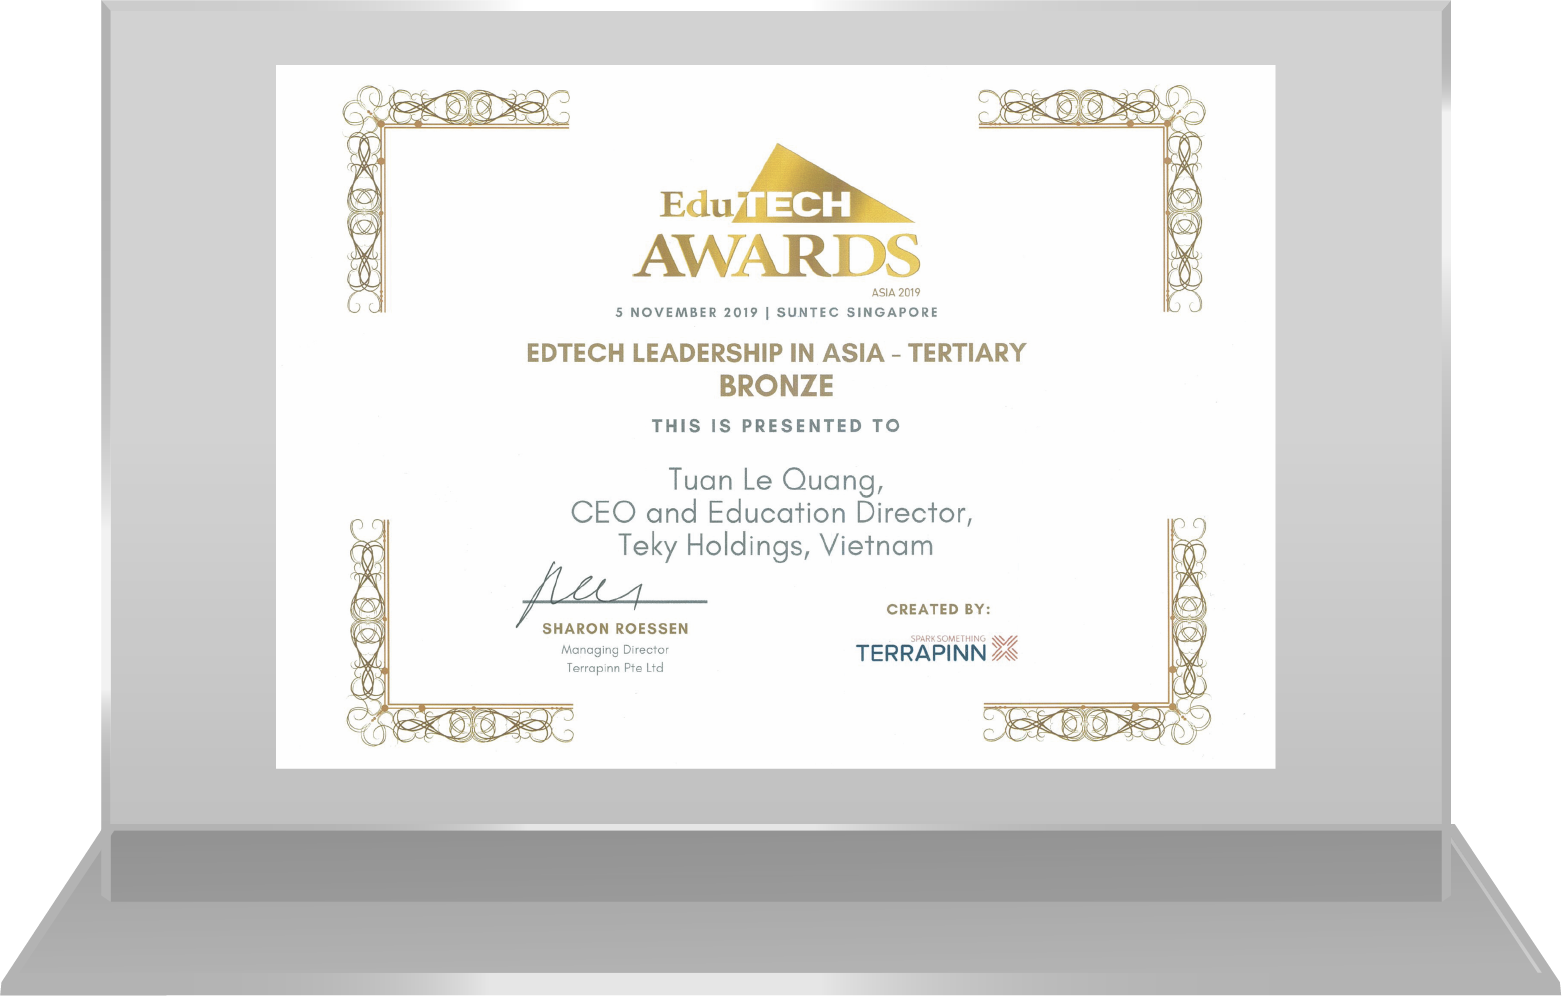 EduTECH
AWARDS
ASIA 2019
5 NOVEMBER 2019 | SUNTEC SINGAPORE
EDTECH LEADERSHIP IN ASIA - TERTIARY
BRONZE
THIS IS PRESENTED TO
Tuan Le Quang,
CEO and Education Director,
Teky Holdings, Vietnam
SHARON ROESSEN
Managing Director
Terrapinn Pte Ltd
CREATED BY:
SPARK SOMETHING
TERRAPINN